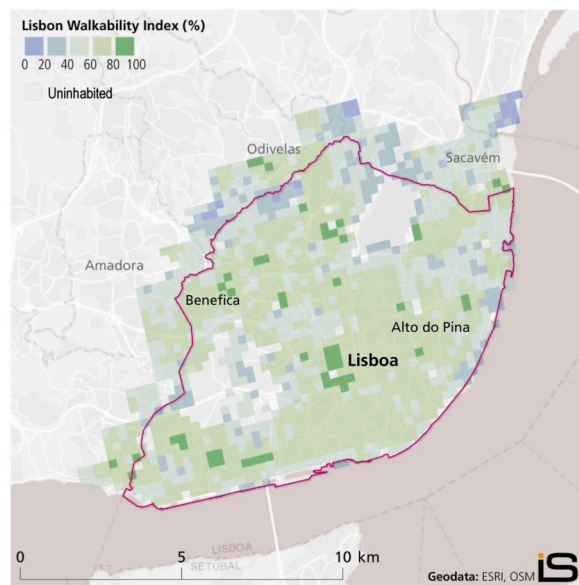 Lisbon Walkability Index (%)
0 20 40 60 80 100
Uninhabited
Odivelas
Sacavém
Amadora
Benefica
Alto do Pina
Lisboa
LISBOA
SETÚBAL
0 5 10 km
Geodata: ESRI, OSM
is